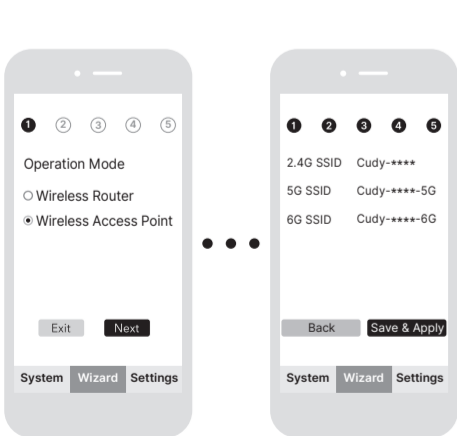 1 2 3 4 5
Operation Mode
Wireless Router
Wireless Access Point
Exit Next
System Wizard Settings
1 2 3 4 5
2.4G SSID Cudy-****
5G SSID Cudy-****-5G
6G SSID Cudy-****-6G
Back Save & Apply
System Wizard Settings